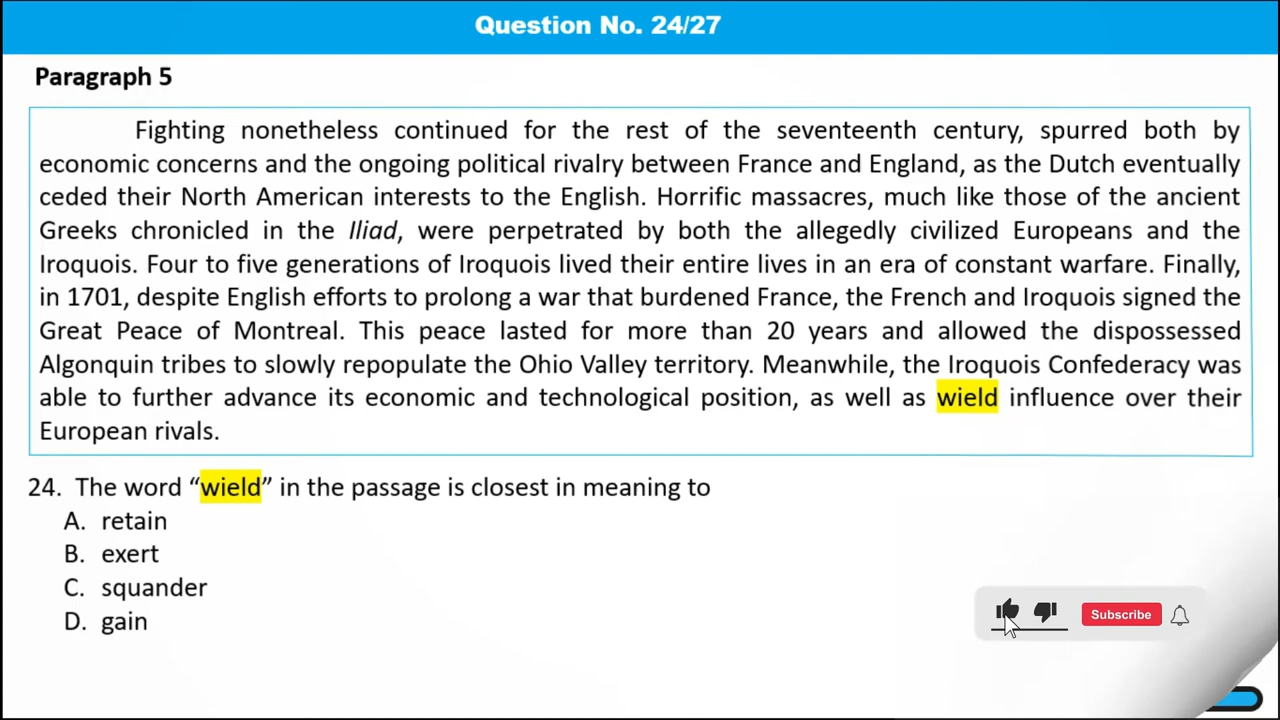 Question No. 24/27
Paragraph 5
Fighting nonetheless continued for the rest of the seventeenth century, spurred both by
economic concerns and the ongoing political rivalry between France and England, as the Dutch eventually
ceded their North American interests to the English. Horrific massacres, much like those of the ancient
Greeks chronicled in the Iliad, were perpetrated by both the allegedly civilized Europeans and the
Iroquois. Four to five generations of Iroquois lived their entire lives in an era of constant warfare. Finally,
in 1701, despite English efforts to prolong a war that burdened France, the French and Iroquois signed the
Great Peace of Montreal. This peace lasted for more than 20 years and allowed the dispossessed
Algonquin tribes to slowly repopulate the Ohio Valley territory. Meanwhile, the Iroquois Confederacy was
able to further advance its economic and technological position, as well as wield influence over their
European rivals.
24. The word “wield” in the passage is closest in meaning to
A. retain
B. exert
C. squander
D. gain
Subscribe